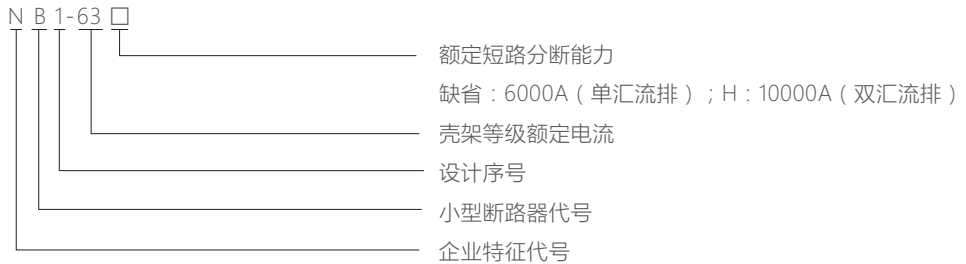 N B 1-63 □
额定短路分断能力
缺省：6000A（单汇流排）；H：10000A（双汇流排）
壳架等级额定电流
设计序号
小型断路器代号
企业特征代号